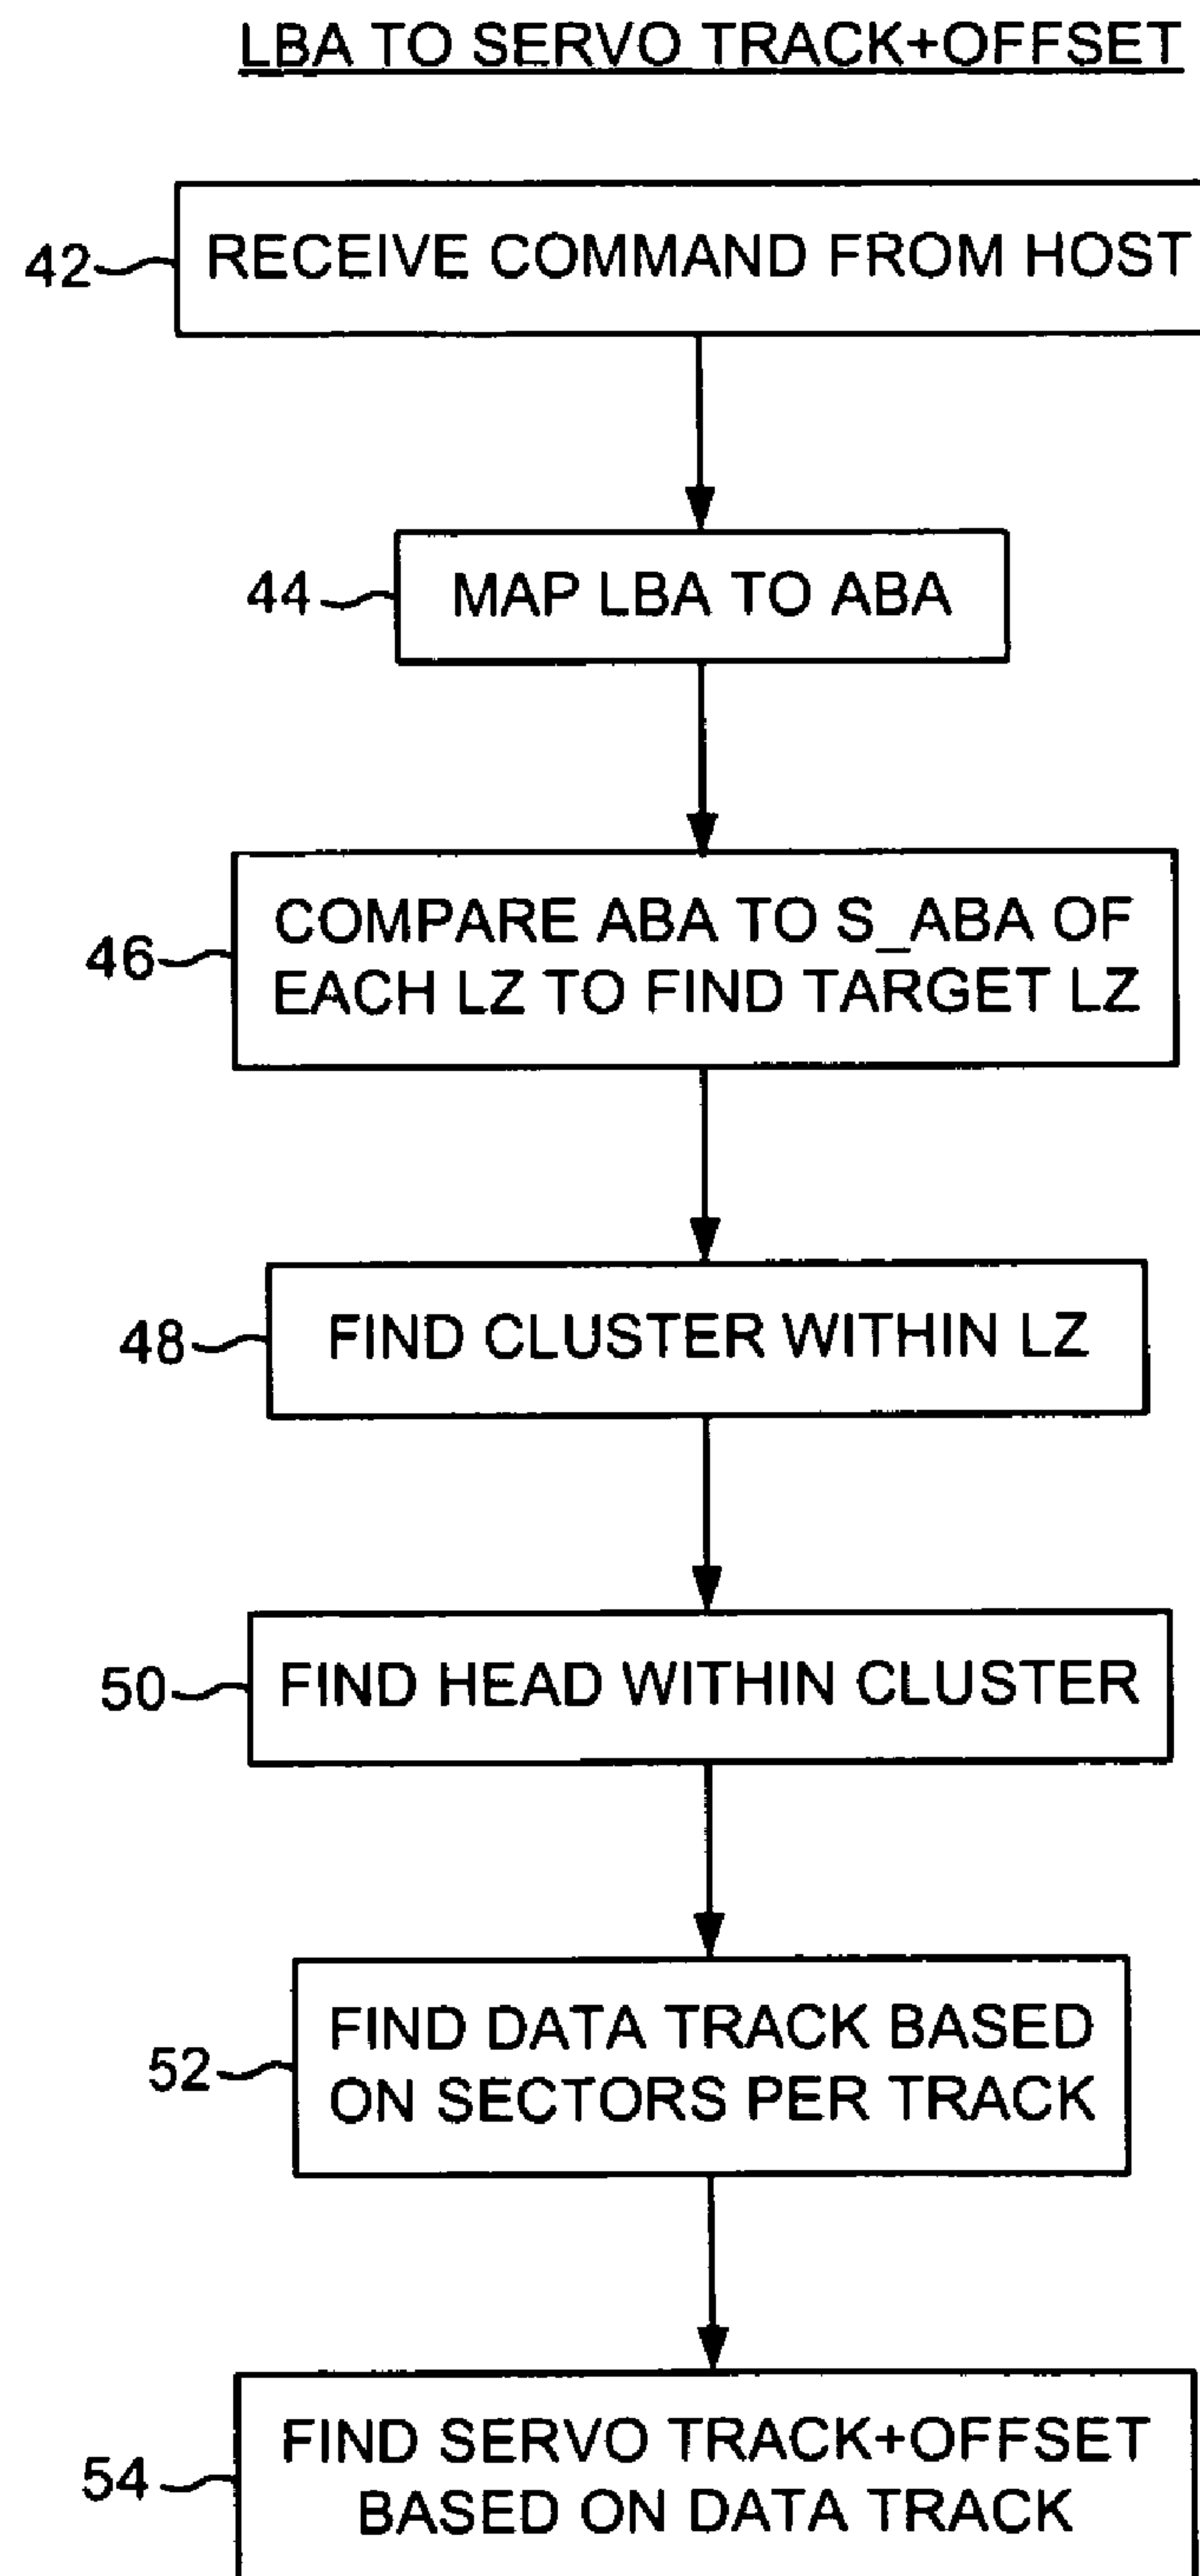 LBA TO SERVO TRACK+OFFSET
42
RECEIVE COMMAND FROM HOST
44
MAP LBA TO ABA
46
COMPARE ABA TO S_ABA OF
EACH LZ TO FIND TARGET LZ
48
FIND CLUSTER WITHIN LZ
50
FIND HEAD WITHIN CLUSTER
52
FIND DATA TRACK BASED
ON SECTORS PER TRACK
54
FIND SERVO TRACK+OFFSET
BASED ON DATA TRACK